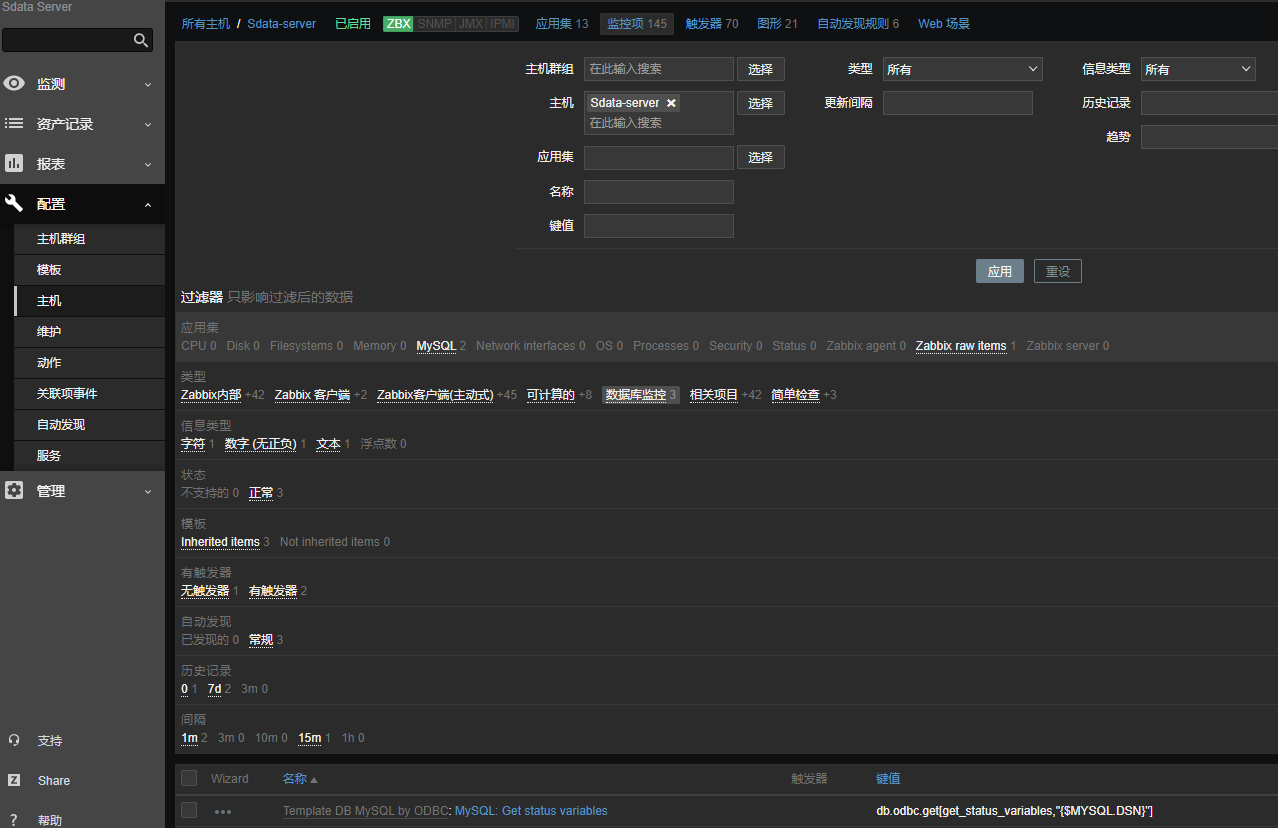 Sdata Server
监测
资产记录
报表
配置
主机群组
模板
主机
维护
动作
关联项事件
自动发现
服务
管理
支持
Share
帮助
所有主机 / Sdata-server 已启用 ZBX SNMP JMX IPMI 应用集 13 监控项 145 触发器 70 图形 21 自动发现规则 6 Web 场景
主机群组 在此输入搜索 选择 类型 所有 信息类型 所有
主机 Sdata-server 选择 更新间隔 历史记录
在此输入搜索
趋势
应用集 选择
名称
键值
应用 重设
过滤器 只影响过滤后的数据
应用集
CPU 0 Disk 0 Filesystems 0 Memory 0 MySQL 2 Network interfaces 0 OS 0 Processes 0 Security 0 Status 0 Zabbix agent 0 Zabbix raw items 1 Zabbix server 0
类型
Zabbix内部 +42 Zabbix 客户端 +2 Zabbix客户端(主动式) +45 可计算的 +8 数据库监控 3 相关项目 +42 简单检查 +3
信息类型
字符 1 数字 (无正负) 1 文本 1 浮点数 0
状态
不支持的 0 正常 3
模板
Inherited items 3 Not inherited items 0
有触发器
无触发器 1 有触发器 2
自动发现
已发现的 0 常规 3
历史记录
0 1 7d 2 3m 0
间隔
1m 2 3m 0 10m 0 15m 1 1h 0
Wizard 名称 触发器 键值
Template DB MySQL by ODBC: MySQL: Get status variables db.odbc.get[get_status_variables,"{$MYSQL.DSN}"]